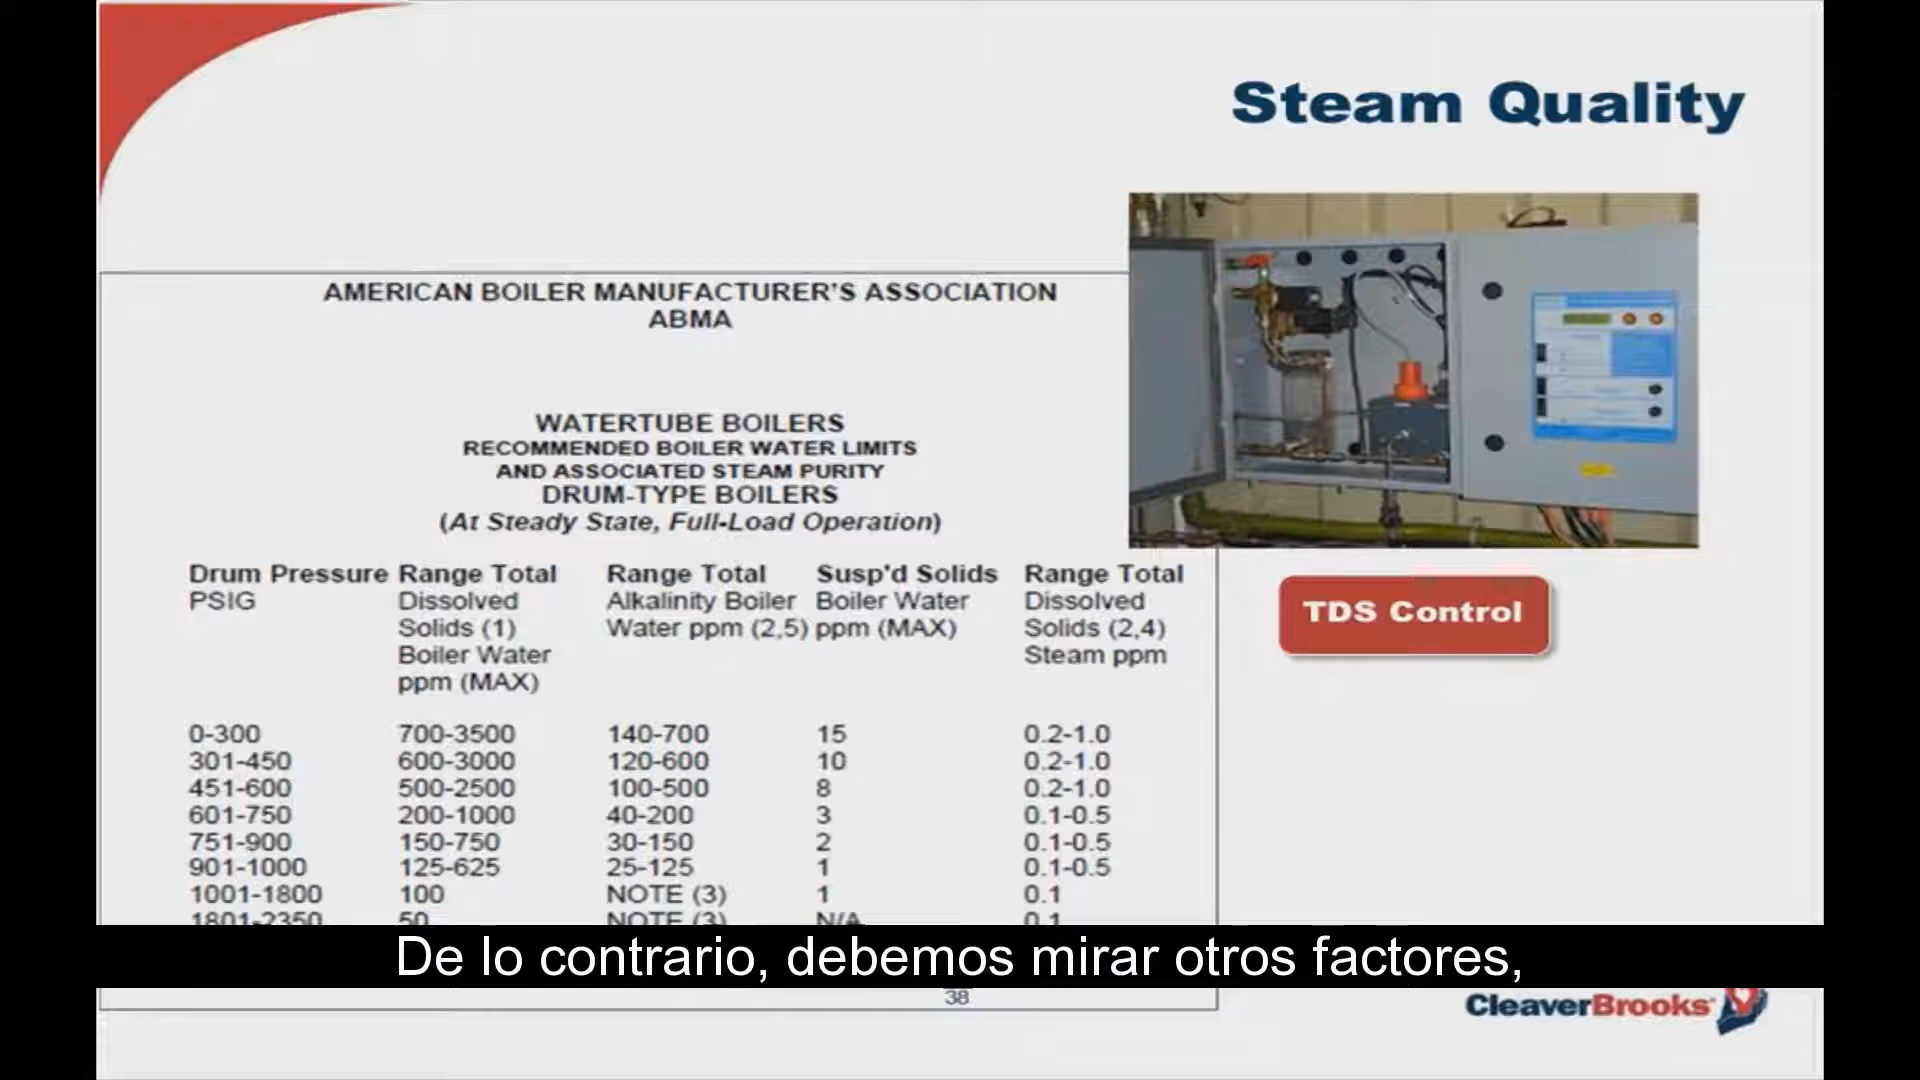 Steam Quality
AMERICAN BOILER MANUFACTURER'S ASSOCIATION
ABMA
WATERTUBE BOILERS
RECOMMENDED BOILER WATER LIMITS
AND ASSOCIATED STEAM PURITY
DRUM-TYPE BOILERS
(At Steady State, Full-Load Operation)
Drum Pressure Range Total Range Total Susp'd Solids Range Total
PSIG Dissolved Alkalinity Boiler Boiler Water Dissolved
Solids (1) Water ppm (2,5) ppm (MAX) Solids (2,4)
Boiler Water Steam ppm
ppm (MAX)
0-300 700-3500 140-700 15 0.2-1.0
301-450 600-3000 120-600 10 0.2-1.0
451-600 500-2500 100-500 8 0.2-1.0
601-750 200-1000 40-200 3 0.1-0.5
751-900 150-750 30-150 2 0.1-0.5
901-1000 125-625 25-125 1 0.1-0.5
1001-1800 100 NOTE (3) 1 0.1
1801-2350 50 NOTE (3) N/A 0.1
TDS Control
De lo contrario, debemos mirar otros factores,
38
CleaverBrooks